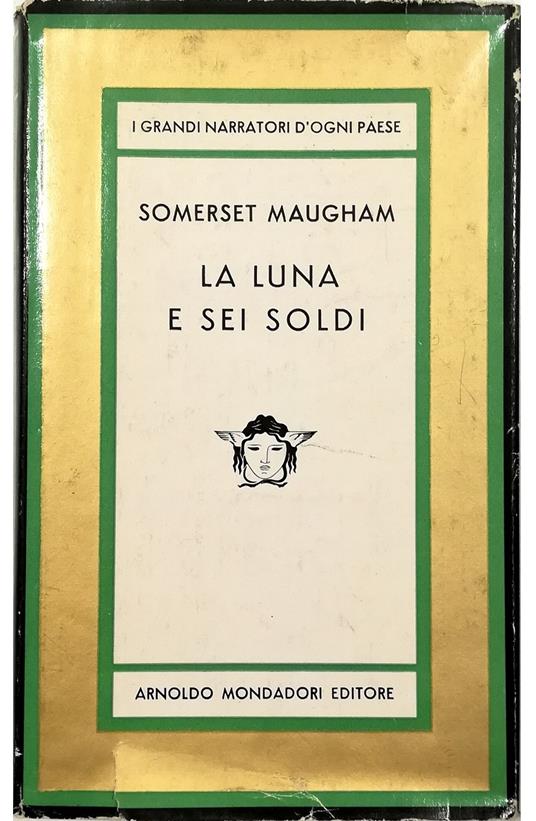 I GRANDI NARRATORI D'OGNI PAESE
SOMERSET MAUGHAM
LA LUNA
E SEI SOLDI
ARNOLDO MONDADORI EDITORE